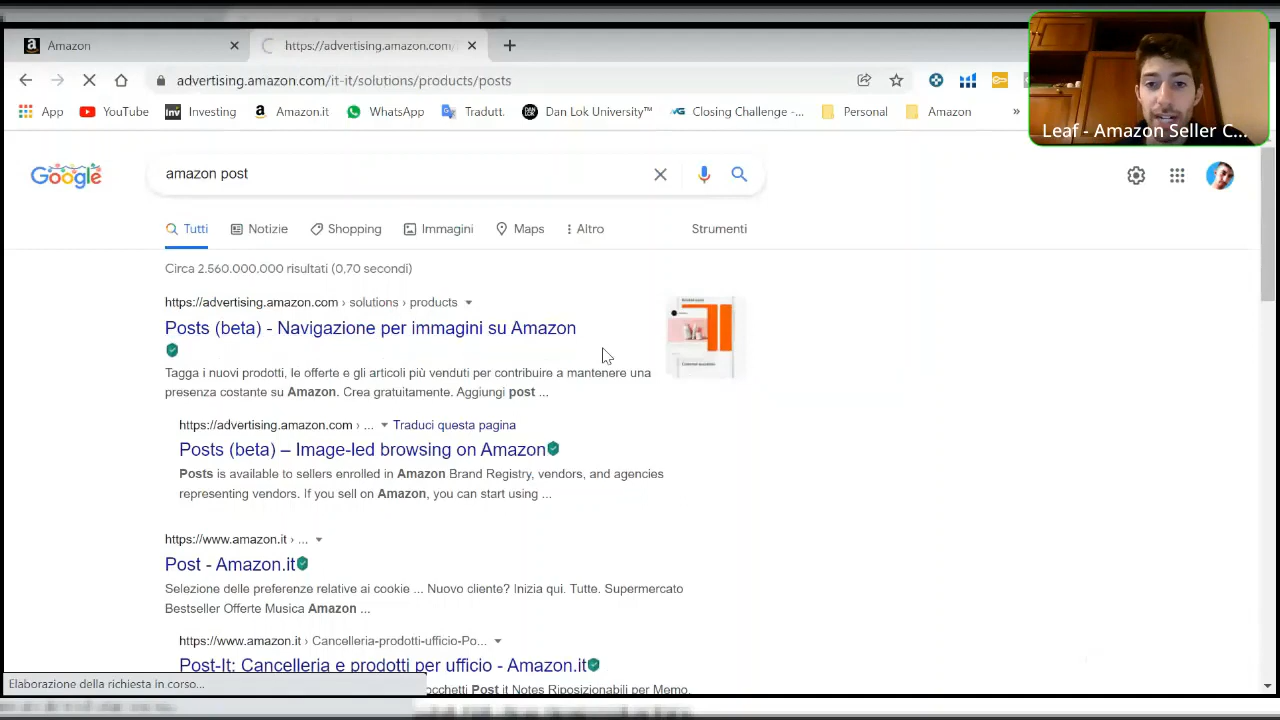 Amazon
https://advertising.amazon.com/
advertising.amazon.com/it-it/solutions/products/posts
App YouTube Investing Amazon.it WhatsApp Tradutt. Dan Lok University™ Closing Challenge -... Personal Amazon »
Leaf - Amazon Seller C...
Google
amazon post
Tutti Notizie Shopping Immagini Maps Altro Strumenti
Circa 2.560.000.000 risultati (0,70 secondi)
https://advertising.amazon.com › solutions › products
Posts (beta) - Navigazione per immagini su Amazon
Tagga i nuovi prodotti, le offerte e gli articoli più venduti per contribuire a mantenere una
presenza costante su Amazon. Crea gratuitamente. Aggiungi post ...
https://advertising.amazon.com › ... Traduci questa pagina
Posts (beta) – Image-led browsing on Amazon
Posts is available to sellers enrolled in Amazon Brand Registry, vendors, and agencies
representing vendors. If you sell on Amazon, you can start using ...
https://www.amazon.it › ...
Post - Amazon.it
Selezione delle preferenze relative ai cookie ... Nuovo cliente? Inizia qui. Tutte. Supermercato
Bestseller Offerte Musica Amazon ...
https://www.amazon.it › Cancelleria-prodotti-ufficio-Po...
Post-It: Cancelleria e prodotti per ufficio - Amazon.it
Elaborazione della richiesta in corso...
occhetti Post it Notes Riposizionabili per Memo,